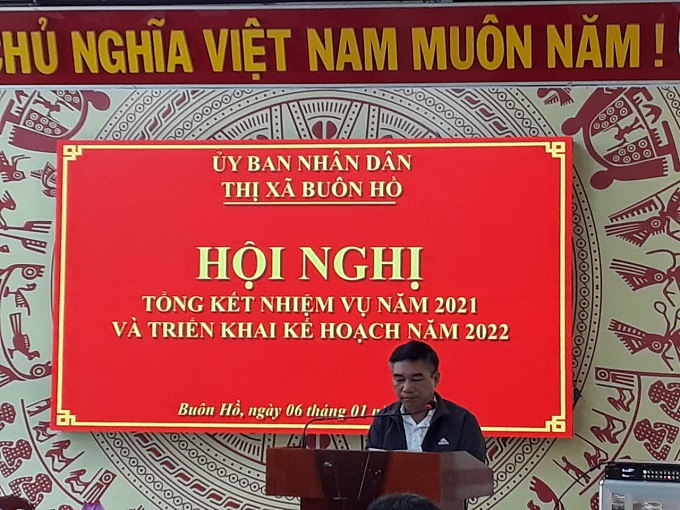 CHỦ NGHĨA VIỆT NAM MUÔN NĂM !
ỦY BAN NHÂN DÂN
THỊ XÃ BUÔN HỒ
HỘI NGHỊ
TỔNG KẾT NHIỆM VỤ NĂM 2021
VÀ TRIỂN KHAI KẾ HOẠCH NĂM 2022
Buôn Hồ, ngày 06 tháng 01